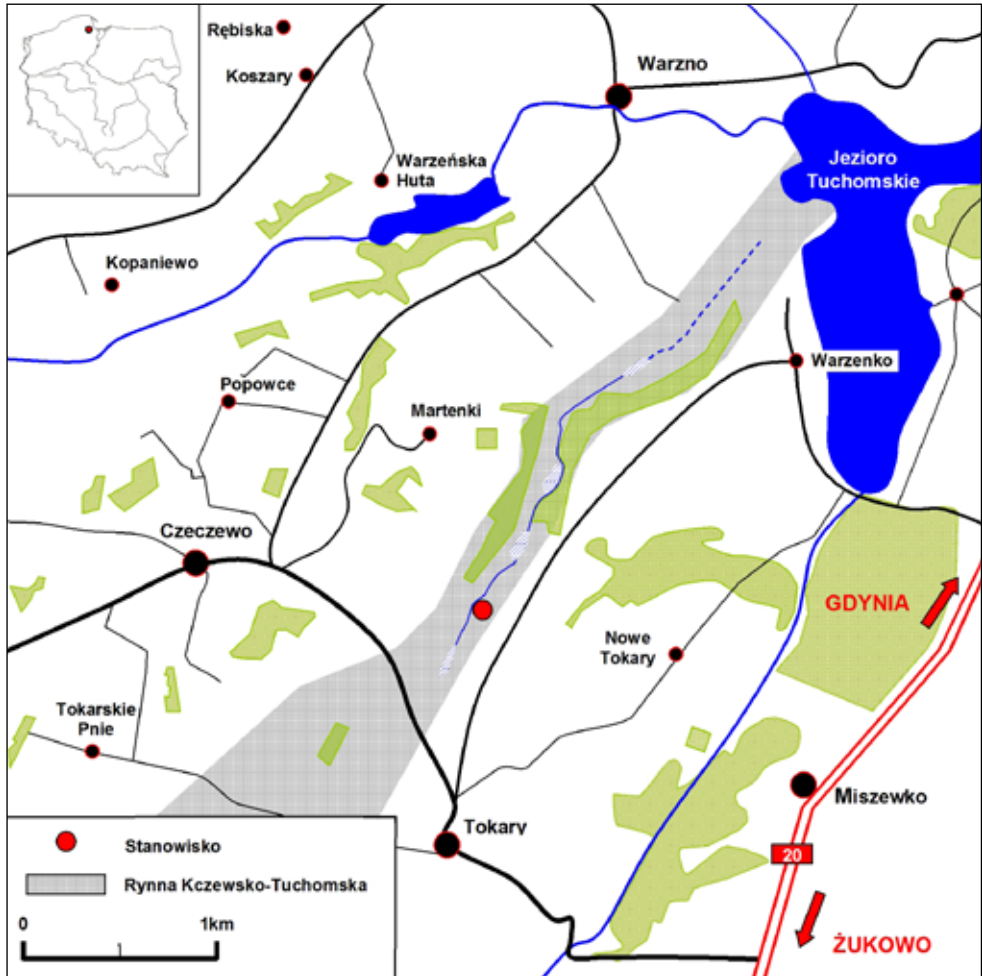 Rębiska
Koszary
Warzno
Warzeńska
Huta
Jezioro
Tuchomskie
Kopaniewo
Warzenko
Popowce
Martenki
Czeczewo
GDYNIA
Nowe
Tokary
Tokarskie
Pnie
Miszewko
Tokary
20
ŻUKOWO
Stanowisko
Rynna Kczewsko-Tuchomska
0 1km